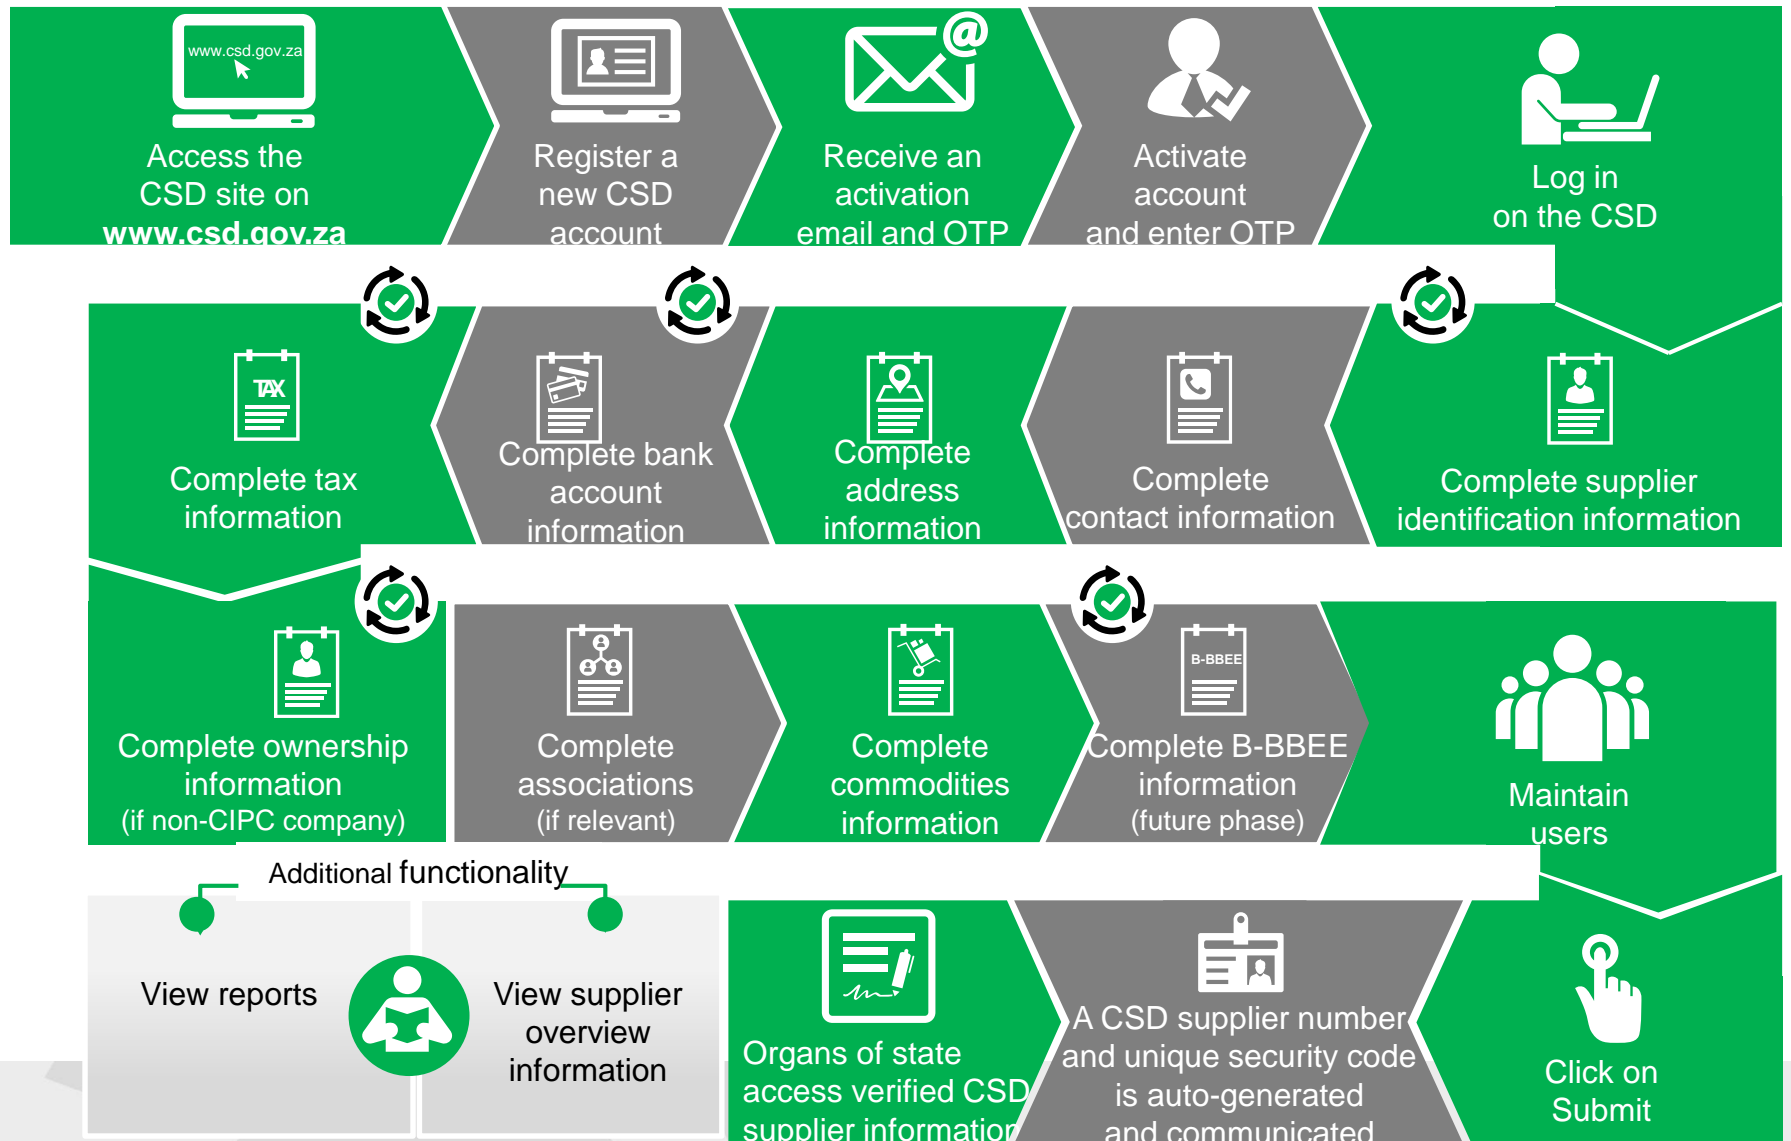 www.csd.gov.za
Access the
CSD site on
www.csd.gov.za
Register a
new CSD
account
@
Receive an
activation
email and OTP
Activate
account
and enter OTP
Log in
on the CSD
TAX
Complete tax
information
Complete bank
account
information
Complete
address
information
Complete
contact information
Complete supplier
identification information
Complete ownership
information
(if non-CIPC company)
Complete
associations
(if relevant)
Complete
commodities
information
B-BBEE
Complete B-BBEE
information
(future phase)
Maintain
users
Additional functionality
View reports
View supplier
overview
information
Organs of state
access verified CSD
supplier information
A CSD supplier number
and unique security code
is auto-generated
and communicated
Click on
Submit